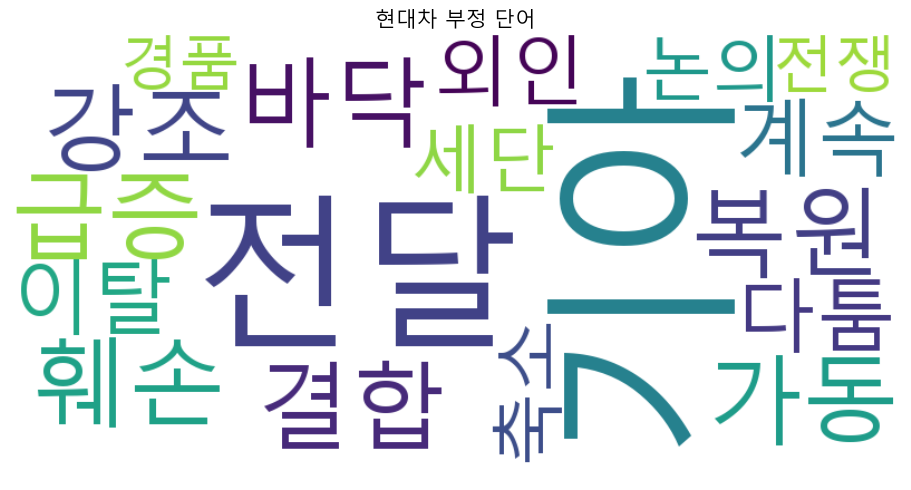 현대차 부정 단어
경품
바닥
외인
논의
전쟁
강조
세단
계속
급증
전달
기아
복원
이탈
다툼
훼손
결합
축소
가동